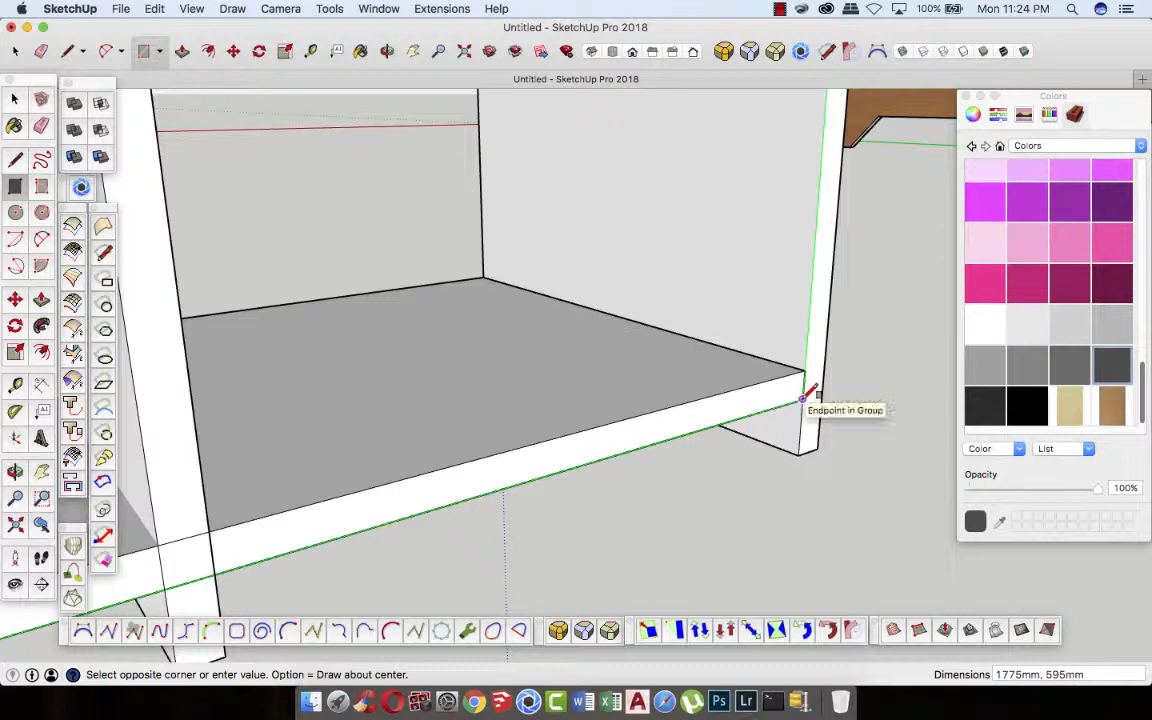 SketchUp File Edit View Draw Camera Tools Window Extensions Help 100% Mon 11:24 PM
Untitled - SketchUp Pro 2018
Untitled - SketchUp Pro 2018
Colors
Colors
Endpoint in Group
Color List
Opacity
100%
Select opposite corner or enter value. Option = Draw about center. Dimensions 1775mm, 595mm